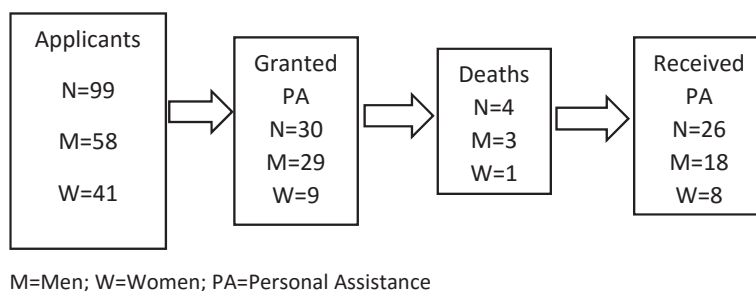 Applicants
N=99
M=58
W=41
Granted
PA
N=30
M=29
W=9
Deaths
N=4
M=3
W=1
Received
PA
N=26
M=18
W=8
M=Men; W=Women; PA=Personal Assistance